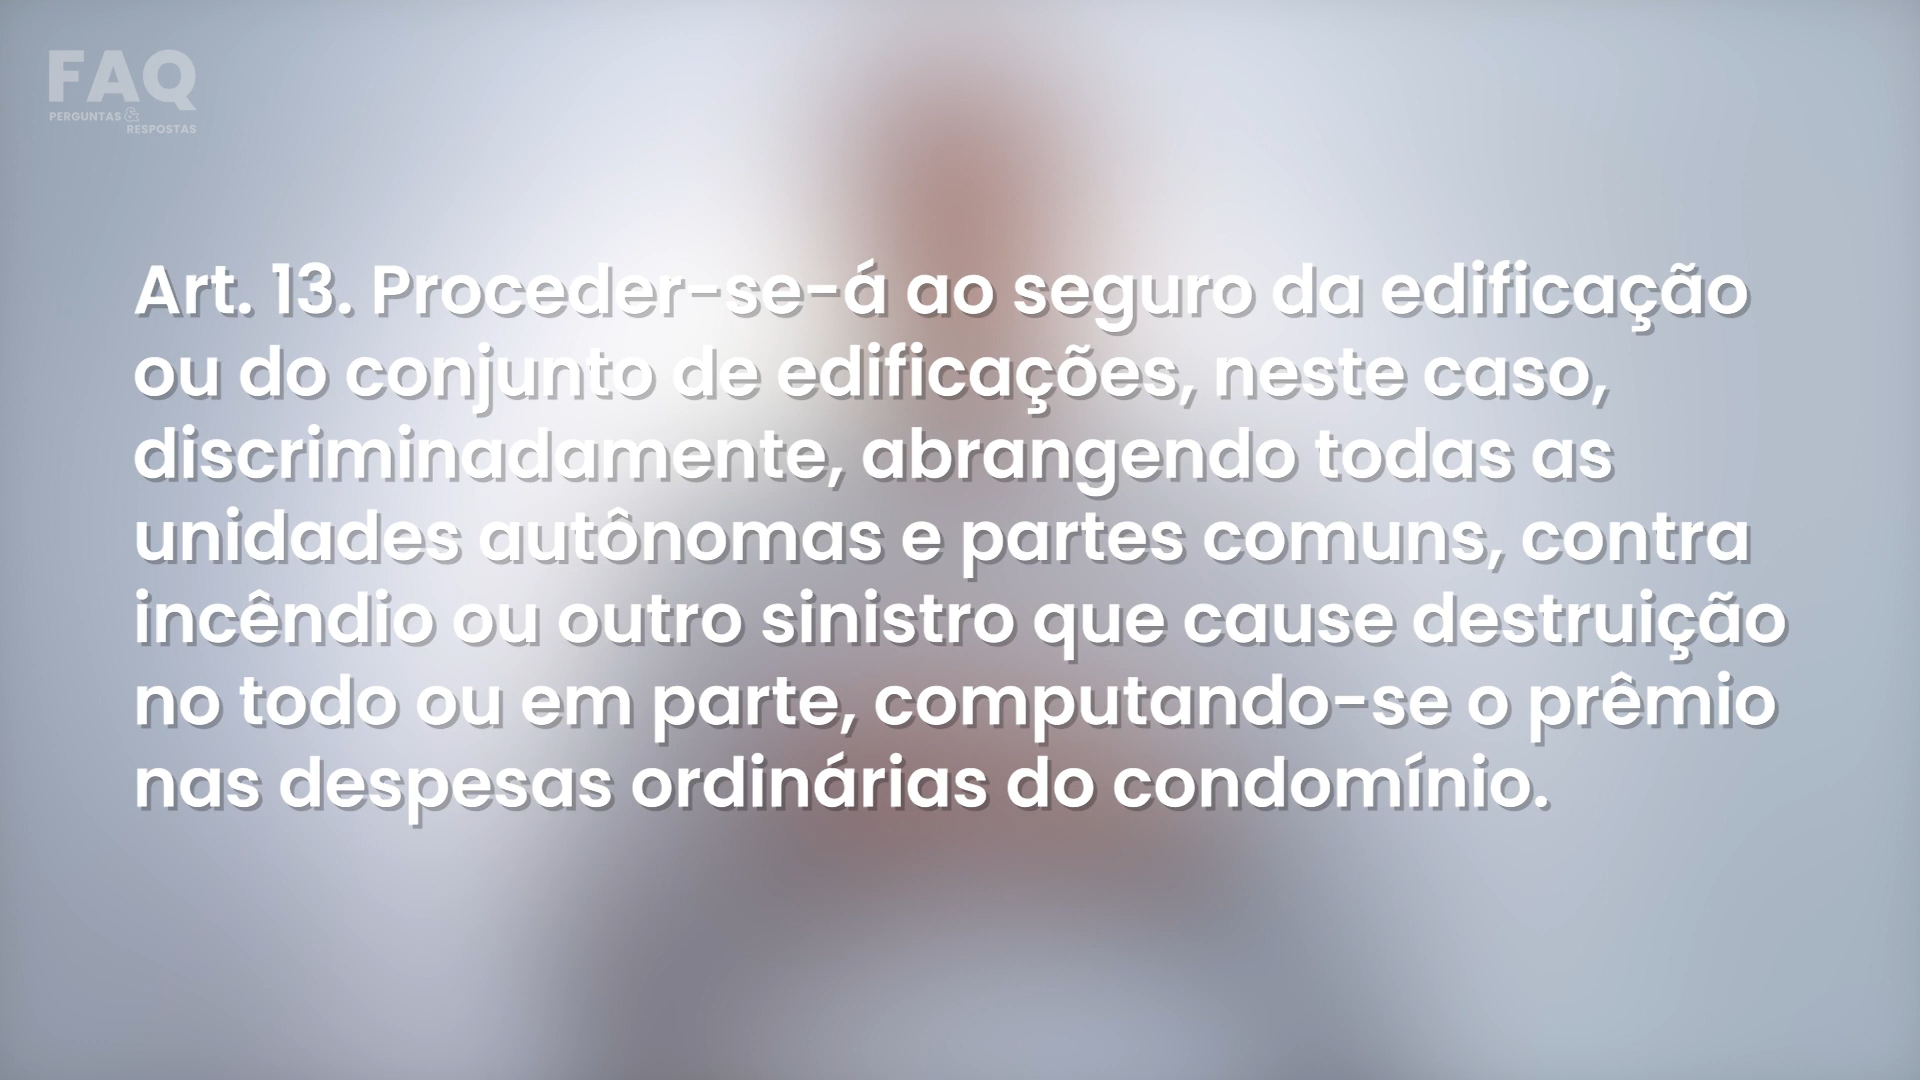 FAQ
PERGUNTAS &
RESPOSTAS
Art. 13. Proceder-se-á ao seguro da edificação
ou do conjunto de edificações, neste caso,
discriminadamente, abrangendo todas as
unidades autônomas e partes comuns, contra
incêndio ou outro sinistro que cause destruição
no todo ou em parte, computando-se o prêmio
nas despesas ordinárias do condomínio.